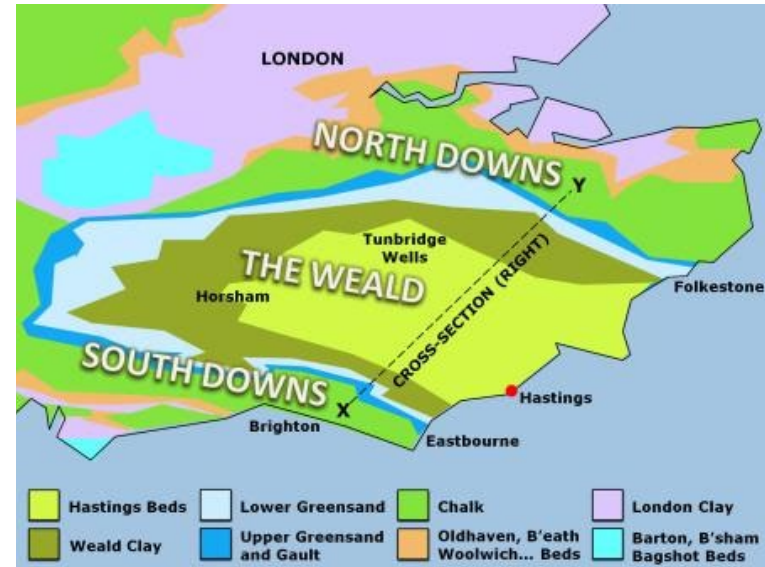 LONDON
NORTH DOWNS
Y
Tunbridge
Wells
THE WEALD
CROSS-SECTION (RIGHT)
Horsham
Folkestone
SOUTH DOWNS
X
Hastings
Brighton
Eastbourne
Hastings Beds
Lower Greensand
Chalk
London Clay
Weald Clay
Upper Greensand
and Gault
Oldhaven, B'eath
Woolwich... Beds
Barton, B'sham
Bagshot Beds